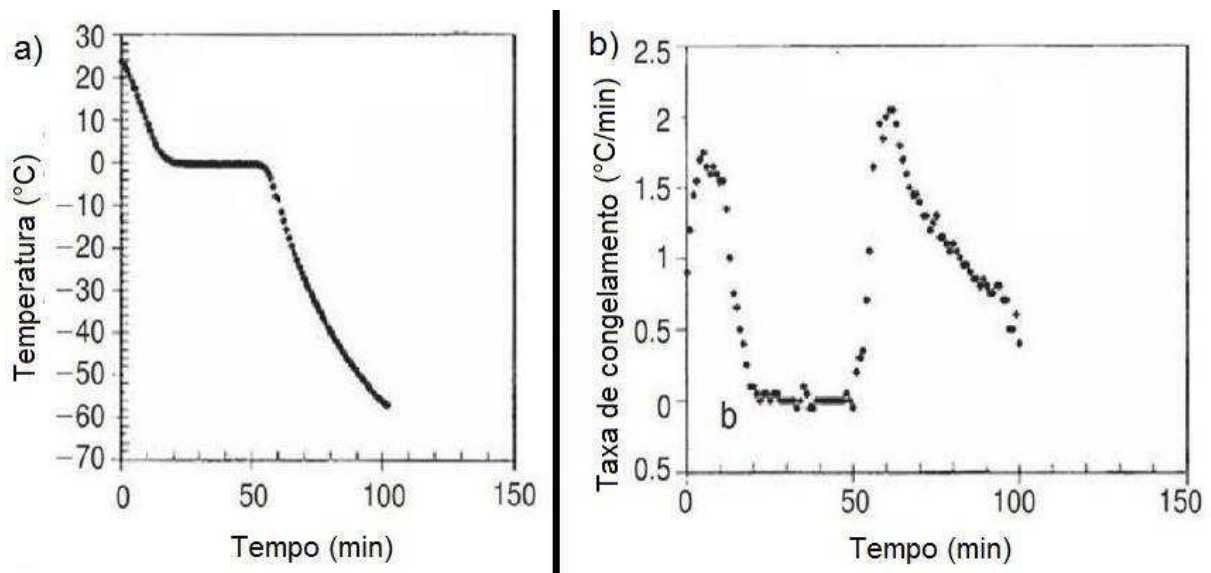 a)
Temperatura (°C)
30
20
10
0
−10
−20
−30
−40
−50
−60
−70
0 50 100 150
Tempo (min)
b)
Taxa de congelamento (°C/min)
2.5
2
1.5
1
0.5
0
0.5
b
0 50 100 150
Tempo (min)